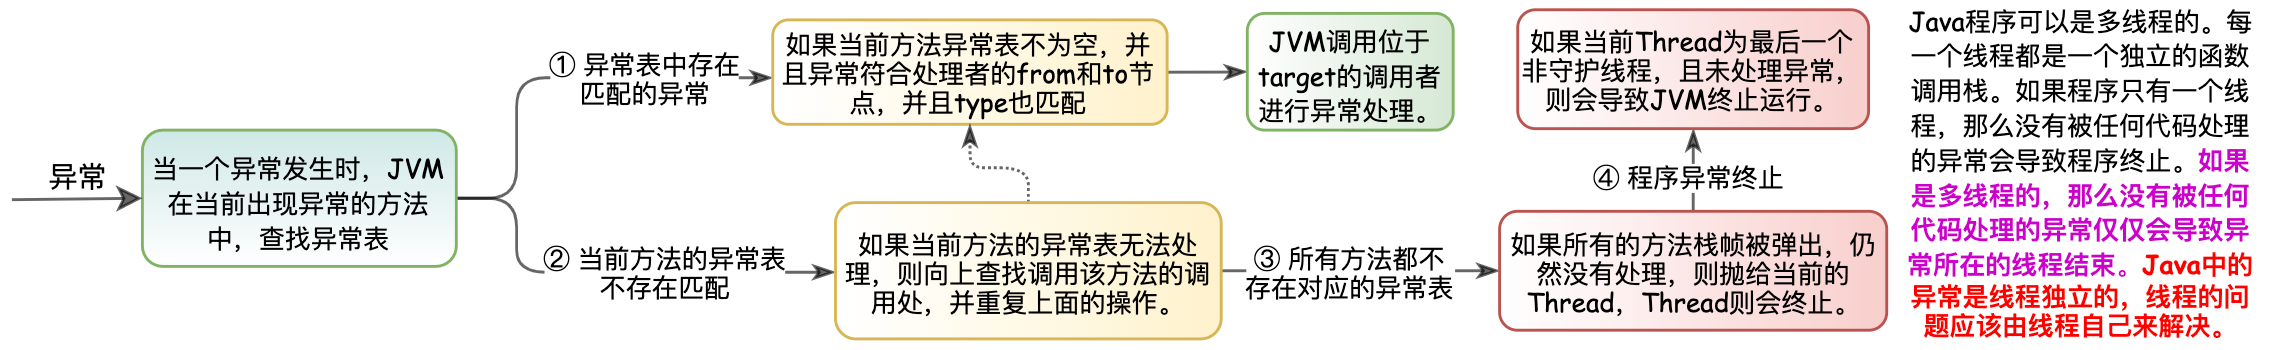 异常
当一个异常发生时，JVM
在当前出现异常的方法
中，查找异常表
① 异常表中存在
匹配的异常
如果当前方法异常表不为空，并
且异常符合处理者的from和to节
点，并且type也匹配
JVM调用位于
target的调用者
进行异常处理。
② 当前方法的异常表
不存在匹配
如果当前方法的异常表无法处
理，则向上查找调用该方法的调
用处，并重复上面的操作。
③ 所有方法都不
存在对应的异常表
如果所有的方法栈帧被弹出，仍
然没有处理，则抛给当前的
Thread，Thread则会终止。
④ 程序异常终止
如果当前Thread为最后一个
非守护线程，且未处理异常，
则会导致JVM终止运行。
Java程序可以是多线程的。每
一个线程都是一个独立的函数
调用栈。如果程序只有一个线
程，那么没有被任何代码处理
的异常会导致程序终止。如果
是多线程的，那么没有被任何
代码处理的异常仅仅会导致异
常所在的线程结束。Java中的
异常是线程独立的，线程的问
题应该由线程自己来解决。